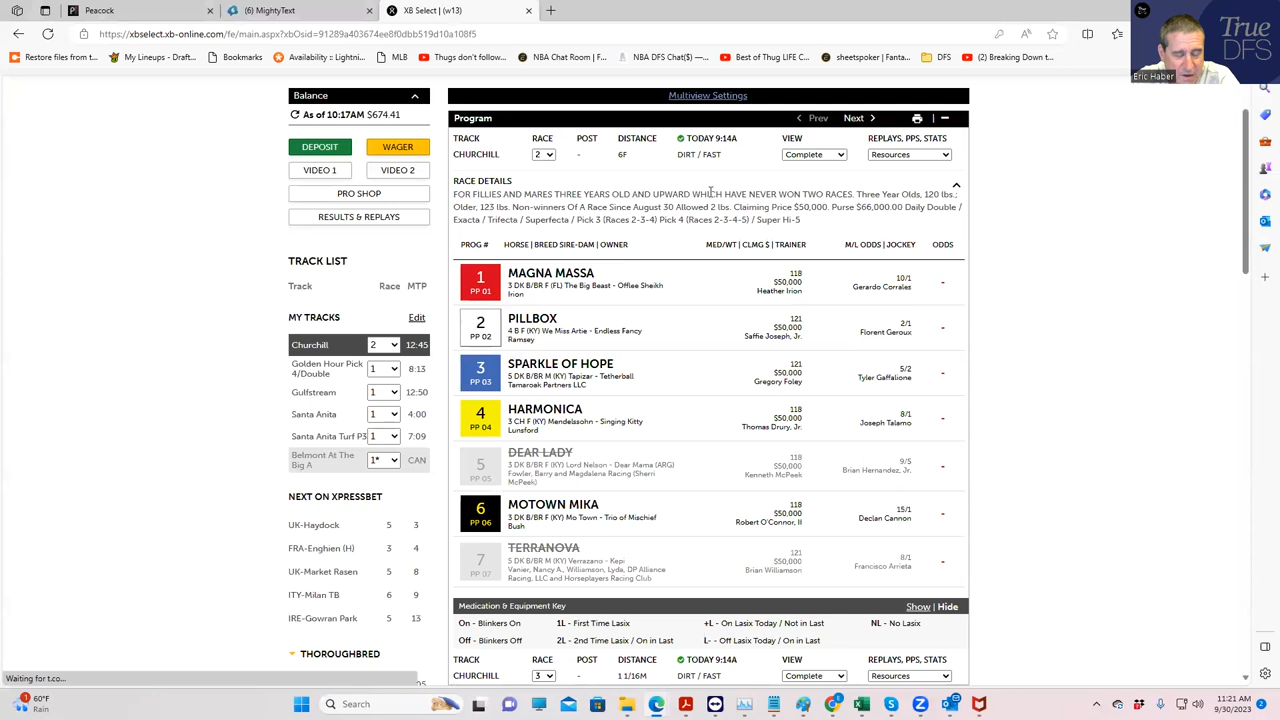 Peacock
(6) MightyText
XB Select | (w13)
https://xbselect.xb-online.com/fe/main.aspx?xbOsid=91289a403674ee8f0dbb519d10a108f5
Restore files from t...
My Lineups - Draft...
Bookmarks
Availability :: Lightni...
MLB
Thugs don't follow...
NBA Chat Room | F...
NBA DFS Chat($) —...
Best of Thug LIFE C...
sheetspoker | Fanta...
DFS
(2) Breaking Down t...
Eric Haber
True
DFS
Balance
As of 10:17AM $674.41
DEPOSIT
WAGER
VIDEO 1
VIDEO 2
PRO SHOP
RESULTS & REPLAYS
TRACK LIST
Track Race MTP
MY TRACKS Edit
Churchill 2 12:45
Golden Hour Pick
4/Double 1 8:13
Gulfstream 1 12:50
Santa Anita 1 4:00
Santa Anita Turf P3 1 7:09
Belmont At The
Big A 1* CAN
NEXT ON XPRESSBET
UK-Haydock 5 3
FRA-Enghien (H) 3 4
UK-Market Rasen 5 8
ITY-Milan TB 6 9
IRE-Gowran Park 5 13
THOROUGHBRED
Waiting for t.co...
Multiview Settings
Program Prev Next
TRACK RACE POST DISTANCE TODAY 9:14A VIEW REPLAYS, PPS, STATS
CHURCHILL 2 - 6F DIRT / FAST Complete Resources
RACE DETAILS
FOR FILLIES AND MARES THREE YEARS OLD AND UPWARD WHICH HAVE NEVER WON TWO RACES. Three Year Olds, 120 lbs.;
Older, 123 lbs. Non-winners Of A Race Since August 30 Allowed 2 lbs. Claiming Price $50,000. Purse $66,000.00 Daily Double /
Exacta / Trifecta / Superfecta / Pick 3 (Races 2-3-4) Pick 4 (Races 2-3-4-5) / Super Hi-5
PROG # HORSE | BREED SIRE-DAM | OWNER MED/WT | CLMG $ | TRAINER M/L ODDS | JOCKEY ODDS
1
PP 01
MAGNA MASSA
3 DK B/BR F (FL) The Big Beast - Offlee Sheikh
Irion
118
$50,000
Heather Irion
10/1
Gerardo Corrales
-
2
PP 02
PILLBOX
4 B F (KY) We Miss Artie - Endless Fancy
Ramsey
121
$50,000
Saffie Joseph, Jr.
2/1
Florent Geroux
-
3
PP 03
SPARKLE OF HOPE
5 DK B/BR M (KY) Tapizar - Tetherball
Tamaroak Partners LLC
121
$50,000
Gregory Foley
5/2
Tyler Gaffalione
-
4
PP 04
HARMONICA
3 CH F (KY) Mendelssohn - Singing Kitty
Lunsford
118
$50,000
Thomas Drury, Jr.
8/1
Joseph Talamo
-
5
PP 05
DEAR LADY
3 DK B/BR F (KY) Lord Nelson - Dear Mama (ARG)
Fowler, Barry and Magdalena Racing (Sherri
McPeek)
118
$50,000
Kenneth McPeek
9/5
Brian Hernandez, Jr.
-
6
PP 06
MOTOWN MIKA
3 DK B/BR F (KY) Mo Town - Trio of Mischief
Bush
118
$50,000
Robert O'Connor, II
15/1
Declan Cannon
-
7
PP 07
TERRANOVA
5 DK B/BR M (KY) Verrazano - Kepi
Vanier, Nancy A., Williamson, Lyda, DP Alliance
Racing, LLC and Horseplayers Racing Club
121
$50,000
Brian Williamson
8/1
Francisco Arrieta
-
Medication & Equipment Key Show | Hide
On - Blinkers On 1L - First Time Lasix +L - On Lasix Today / Not in Last NL - No Lasix
Off - Blinkers Off 2L - 2nd Time Lasix / On in Last L- - Off Lasix Today / On in Last
TRACK RACE POST DISTANCE TODAY 9:14A VIEW REPLAYS, PPS, STATS
CHURCHILL 3 - 1 1/16M DIRT / FAST Complete Resources
60°F
Rain
Search
11:21 AM
9/30/2023